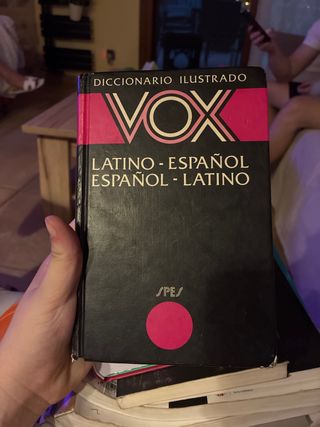 DICCIONARIO ILUSTRADO
VOX
LATINO - ESPAÑOL
ESPAÑOL - LATINO
SPES